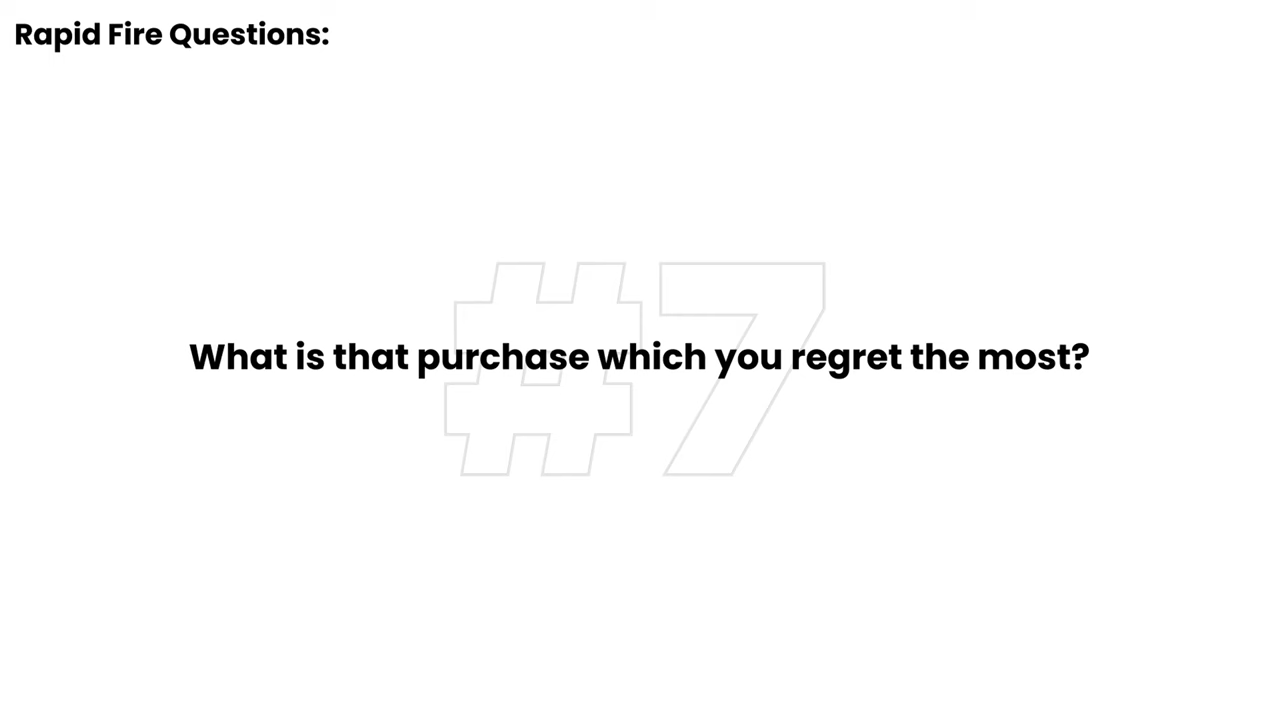 Rapid Fire Questions:
#7
What is that purchase which you regret the most?